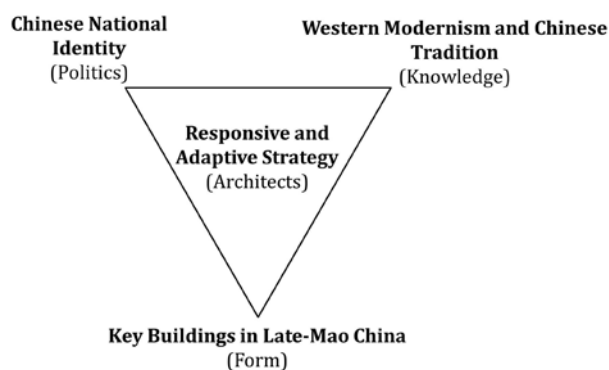 Chinese National
Identity
(Politics)
Western Modernism and Chinese
Tradition
(Knowledge)
Responsive and
Adaptive Strategy
(Architects)
Key Buildings in Late-Mao China
(Form)